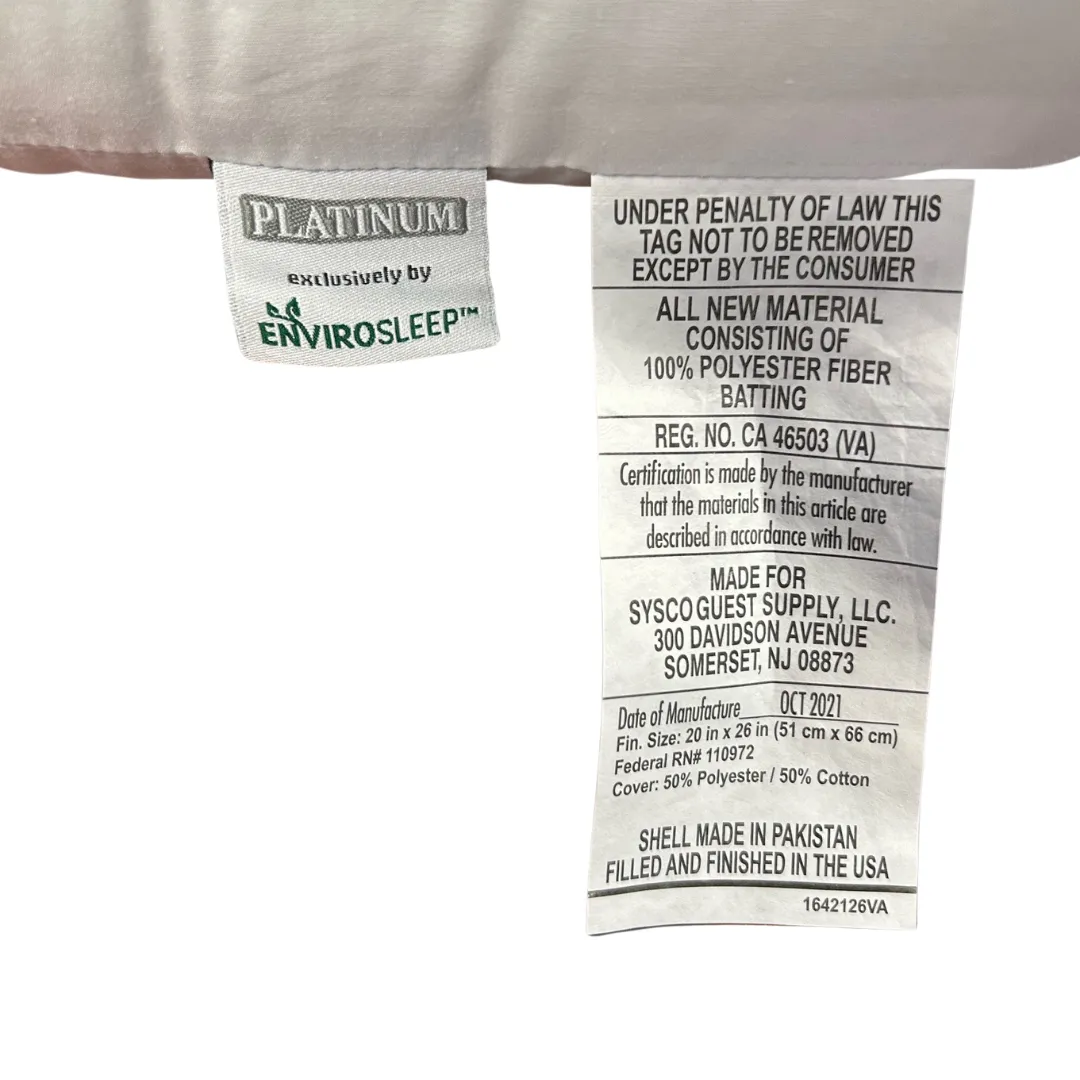 PLATINUM
exclusively by
ENVIROSLEEP™
UNDER PENALTY OF LAW THIS
TAG NOT TO BE REMOVED
EXCEPT BY THE CONSUMER
ALL NEW MATERIAL
CONSISTING OF
100% POLYESTER FIBER
BATTING
REG. NO. CA 46503 (VA)
Certification is made by the manufacturer
that the materials in this article are
described in accordance with law.
MADE FOR
SYSCO GUEST SUPPLY, LLC.
300 DAVIDSON AVENUE
SOMERSET, NJ 08873
Date of Manufacture OCT 2021
Fin. Size: 20 in x 26 in (51 cm x 66 cm)
Federal RN# 110972
Cover: 50% Polyester / 50% Cotton
SHELL MADE IN PAKISTAN
FILLED AND FINISHED IN THE USA
1642126VA